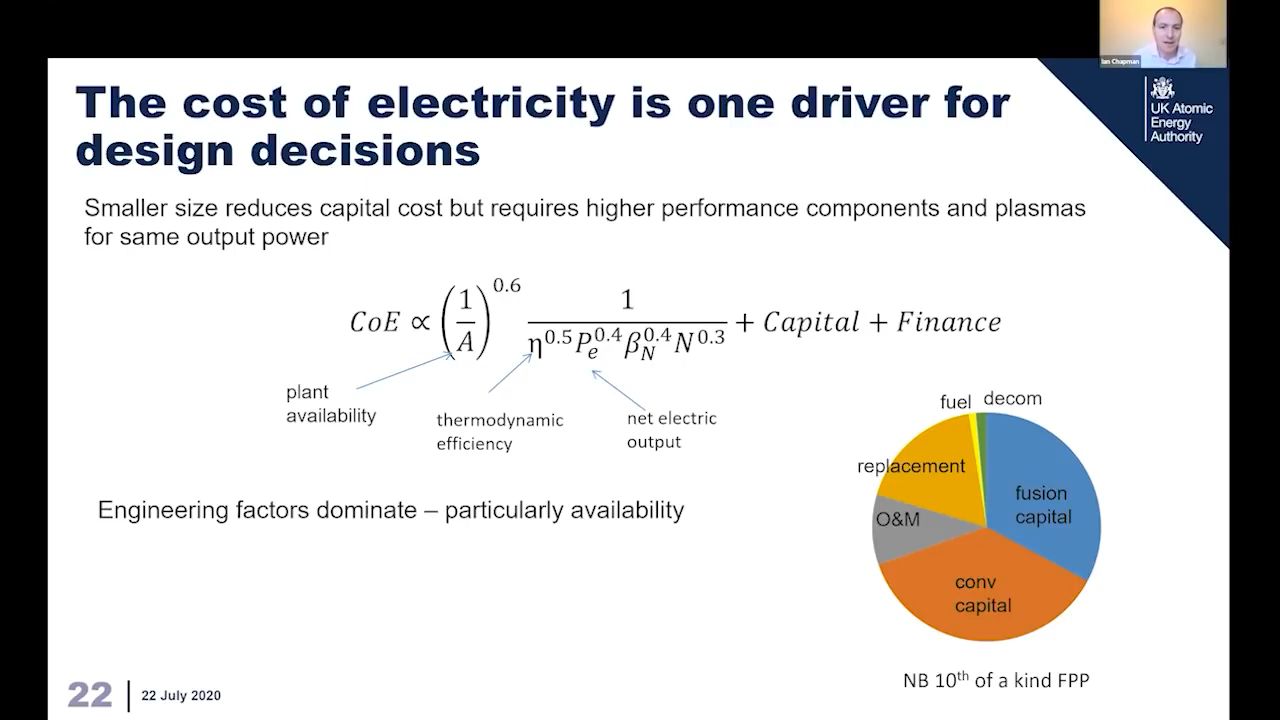 Ian Chapman
UK Atomic
Energy
Authority
The cost of electricity is one driver for
design decisions
Smaller size reduces capital cost but requires higher performance components and plasmas
for same output power
CoE ∝ (1/A)^0.6 1/(η^0.5 P_e^0.4 β_N^0.4 N^0.3) + Capital + Finance
plant
availability
thermodynamic
efficiency
net electric
output
Engineering factors dominate – particularly availability
fuel
decom
replacement
fusion
capital
O&M
conv
capital
NB 10th of a kind FPP
22
22 July 2020